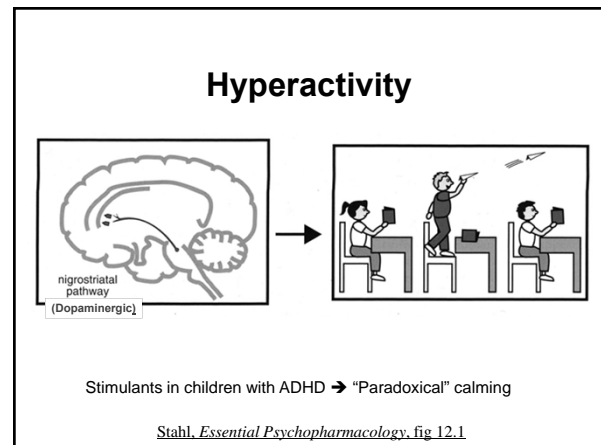 Hyperactivity
nigrostriatal
pathway
(Dopaminergic)
Stimulants in children with ADHD ➔ “Paradoxical” calming
Stahl, Essential Psychopharmacology, fig 12.1